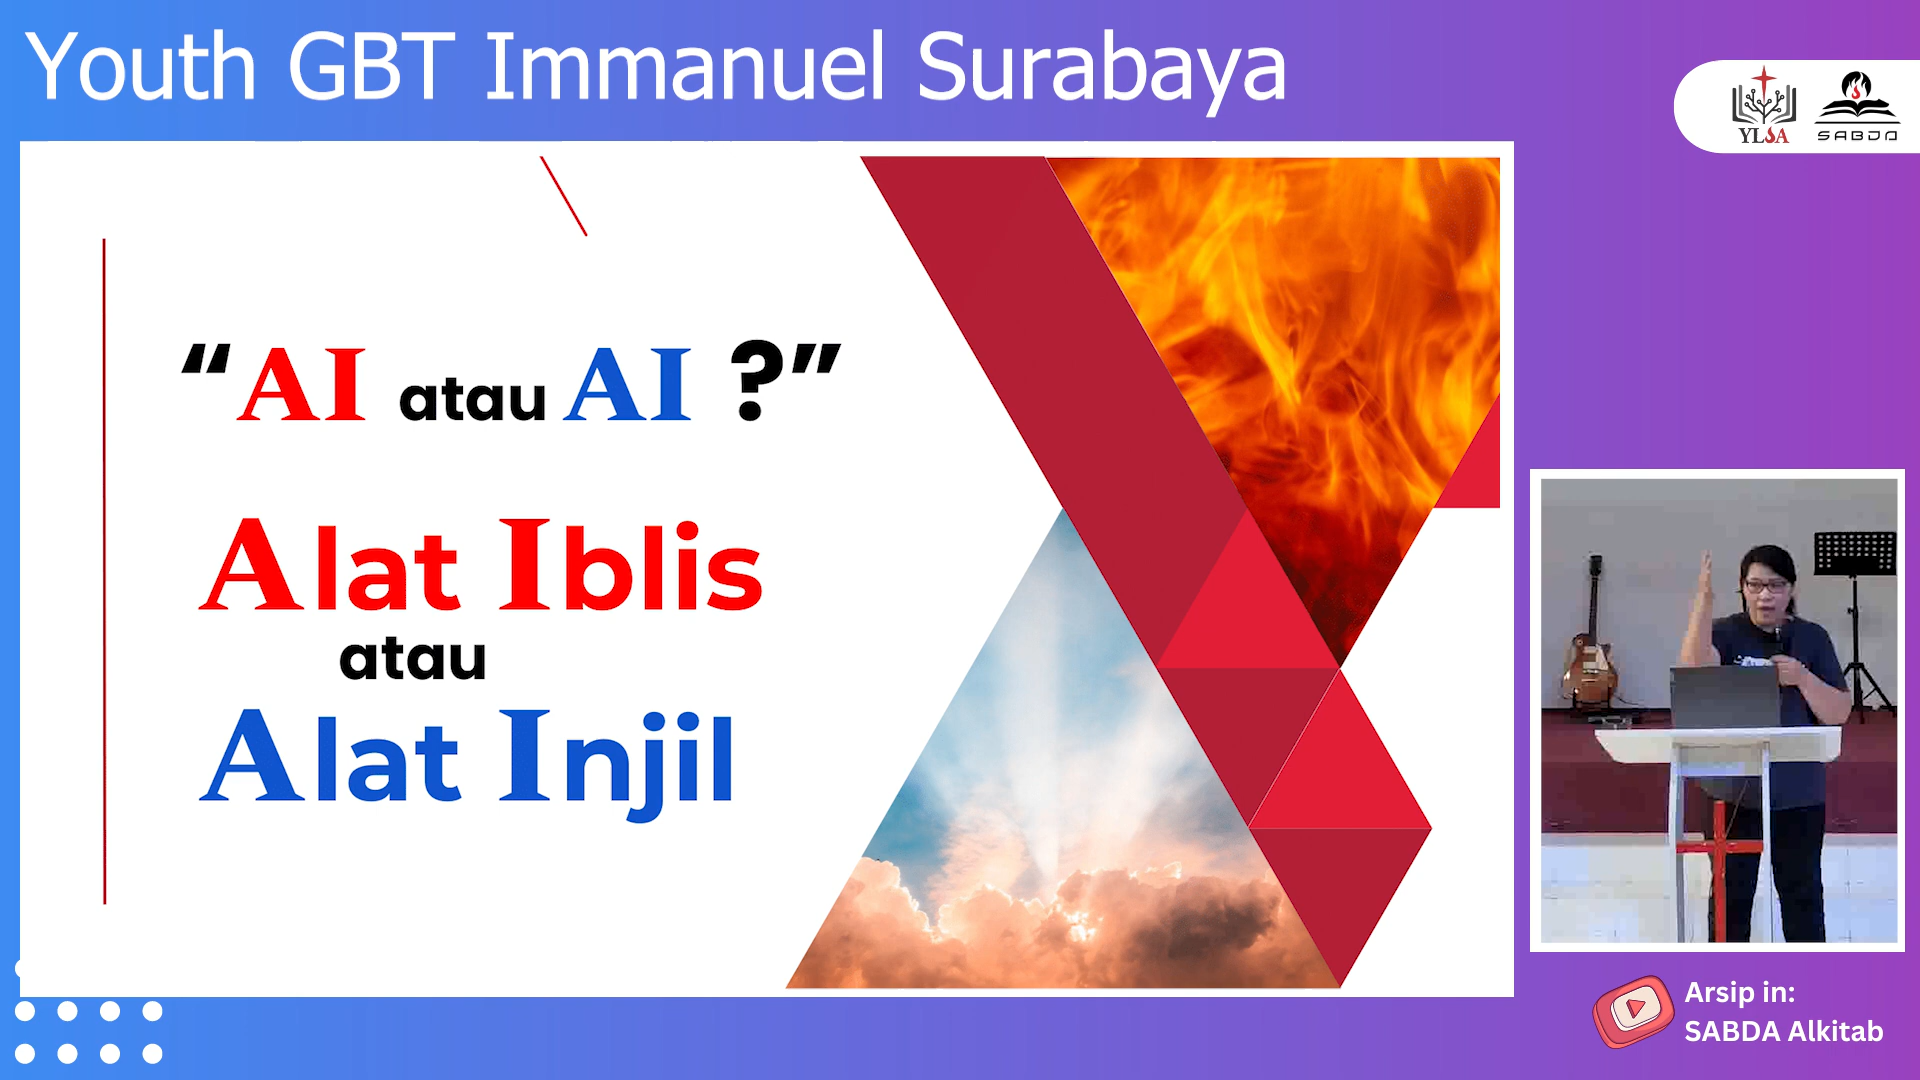 Youth GBT Immanuel Surabaya
YLSA
SABDA
“AI atau AI ?”
Alat Iblis
atau
Alat Injil
Arsip in:
SABDA Alkitab